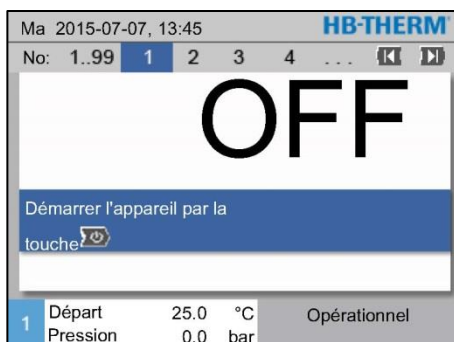 Ma 2015-07-07, 13:45 HB-THERM®
No: 1..99 1 2 3 4 ...
OFF
Démarrer l'appareil par la
touche
1 Départ 25.0 °C Opérationnel
Pression 0.0 bar